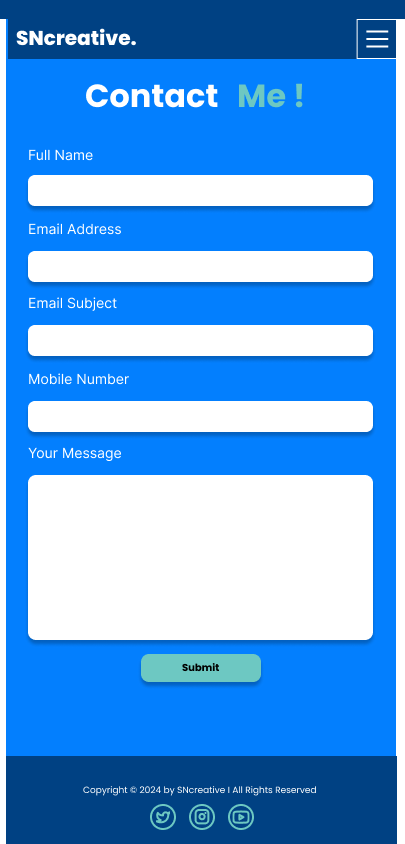 SNcreative.
Contact Me !
Full Name
Email Address
Email Subject
Mobile Number
Your Message
Submit
Copyright © 2024 by SNcreative I All Rights Reserved